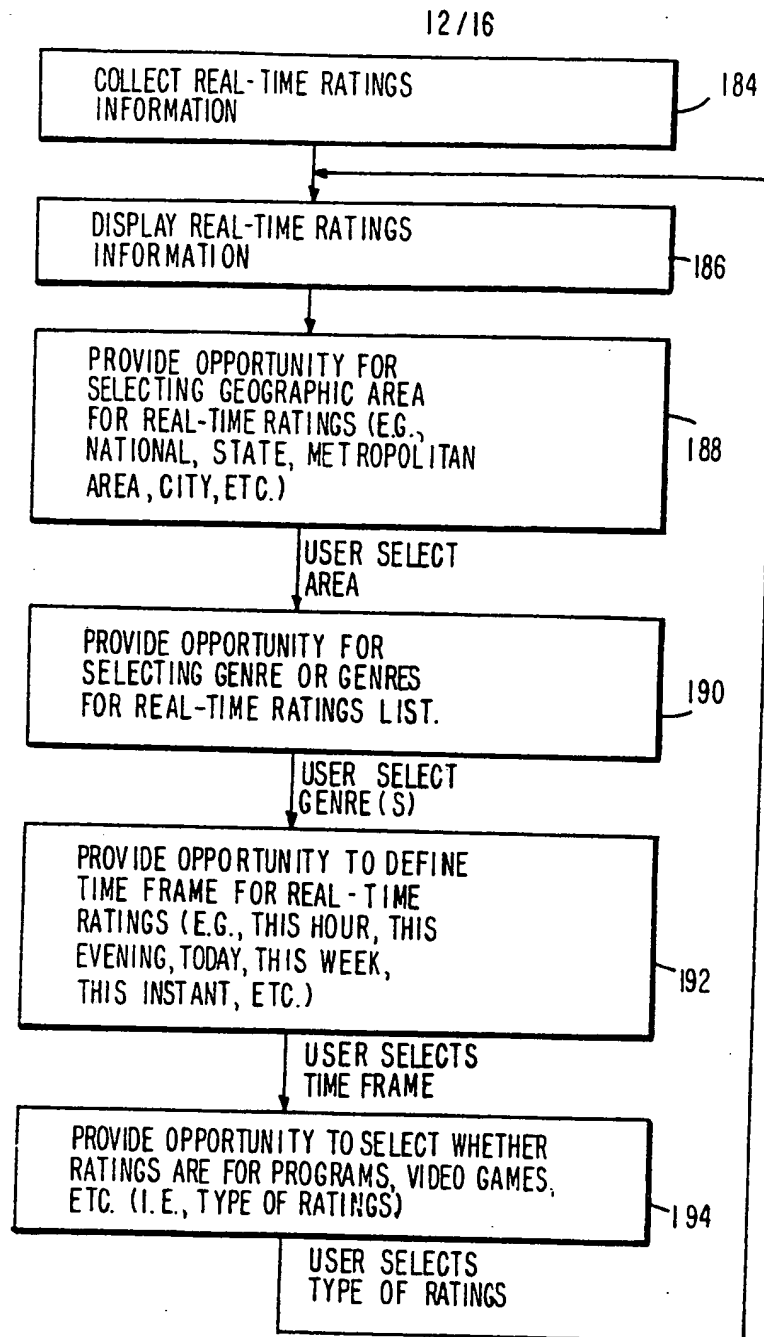 12/16
COLLECT REAL-TIME RATINGS
INFORMATION
184
DISPLAY REAL-TIME RATINGS
INFORMATION
186
PROVIDE OPPORTUNITY FOR
SELECTING GEOGRAPHIC AREA
FOR REAL-TIME RATINGS (E.G.,
NATIONAL, STATE, METROPOLITAN
AREA, CITY, ETC.)
188
USER SELECT
AREA
PROVIDE OPPORTUNITY FOR
SELECTING GENRE OR GENRES
FOR REAL-TIME RATINGS LIST.
190
USER SELECT
GENRE(S)
PROVIDE OPPORTUNITY TO DEFINE
TIME FRAME FOR REAL-TIME
RATINGS (E.G., THIS HOUR, THIS
EVENING, TODAY, THIS WEEK,
THIS INSTANT, ETC.)
192
USER SELECTS
TIME FRAME
PROVIDE OPPORTUNITY TO SELECT WHETHER
RATINGS ARE FOR PROGRAMS, VIDEO GAMES,
ETC. (I.E., TYPE OF RATINGS)
194
USER SELECTS
TYPE OF RATINGS